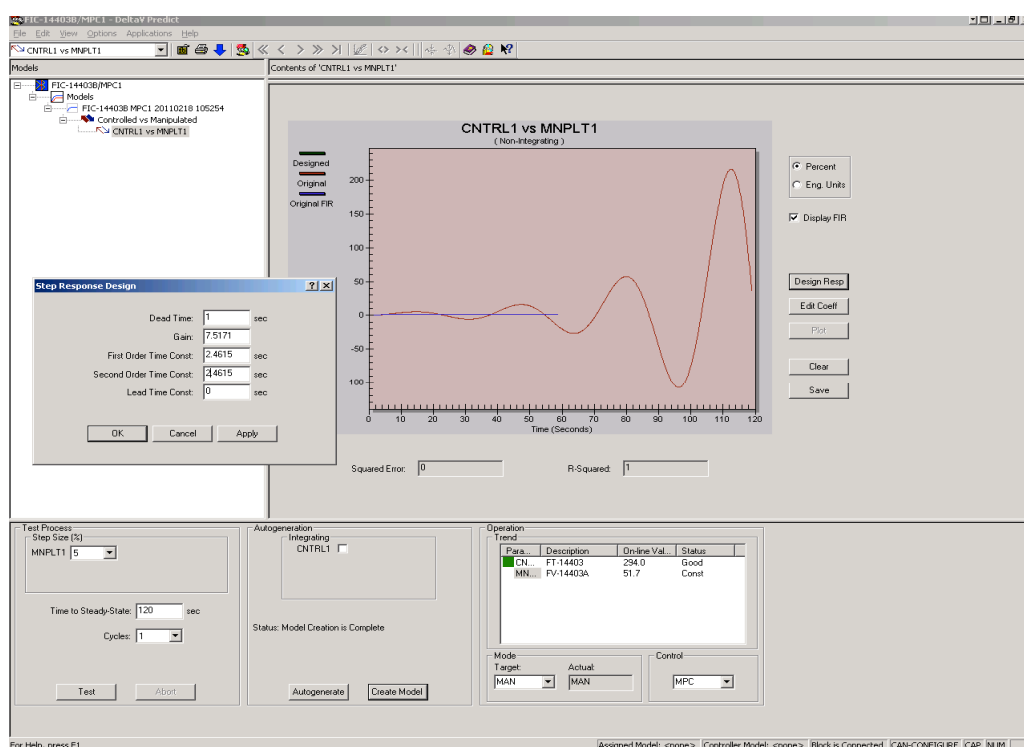 FIC-14403B/MPC1 - DeltaV Predict
File Edit View Options Applications Help
CNTRL1 vs MNPLT1
Models
Contents of 'CNTRL1 vs MNPLT1'
FIC-14403B/MPC1
Models
FIC-14403B MPC1 20110218 105254
Controlled vs Manipulated
CNTRL1 vs MNPLT1
CNTRL1 vs MNPLT1
( Non-Integrating )
Designed
Original
Original FIR
200
150
100
50
0
-50
100
0 10 20 30 40 50 60 70 80 90 100 110 120
Time (Seconds)
Percent
Eng. Units
Display FIR
Design Resp
Edit Coeff
Plot
Clear
Save
Step Response Design
Dead Time: 1 sec
Gain: 7.5171
First Order Time Const: 2.4615 sec
Second Order Time Const: 2.4615 sec
Lead Time Const: 0 sec
OK Cancel Apply
Squared Error: 0
R-Squared: 1
Test Process
Step Size (%)
MNPLT1 5
Time to Steady-State: 120 sec
Cycles: 1
Test Abort
Autogeneration
Integrating
CNTRL1
Status: Model Creation is Complete
Autogenerate Create Model
Operation
Trend
Para... Description On-line Val... Status
CN... FT-14403 294.0 Good
MN... FV-14403A 51.7 Const
Mode
Target: Actual:
MAN MAN
Control
MPC
For Help, press F1
Assigned Model: <none> Controller Model: <none> Block is Connected CAN-CONFIGURE CAP NUM